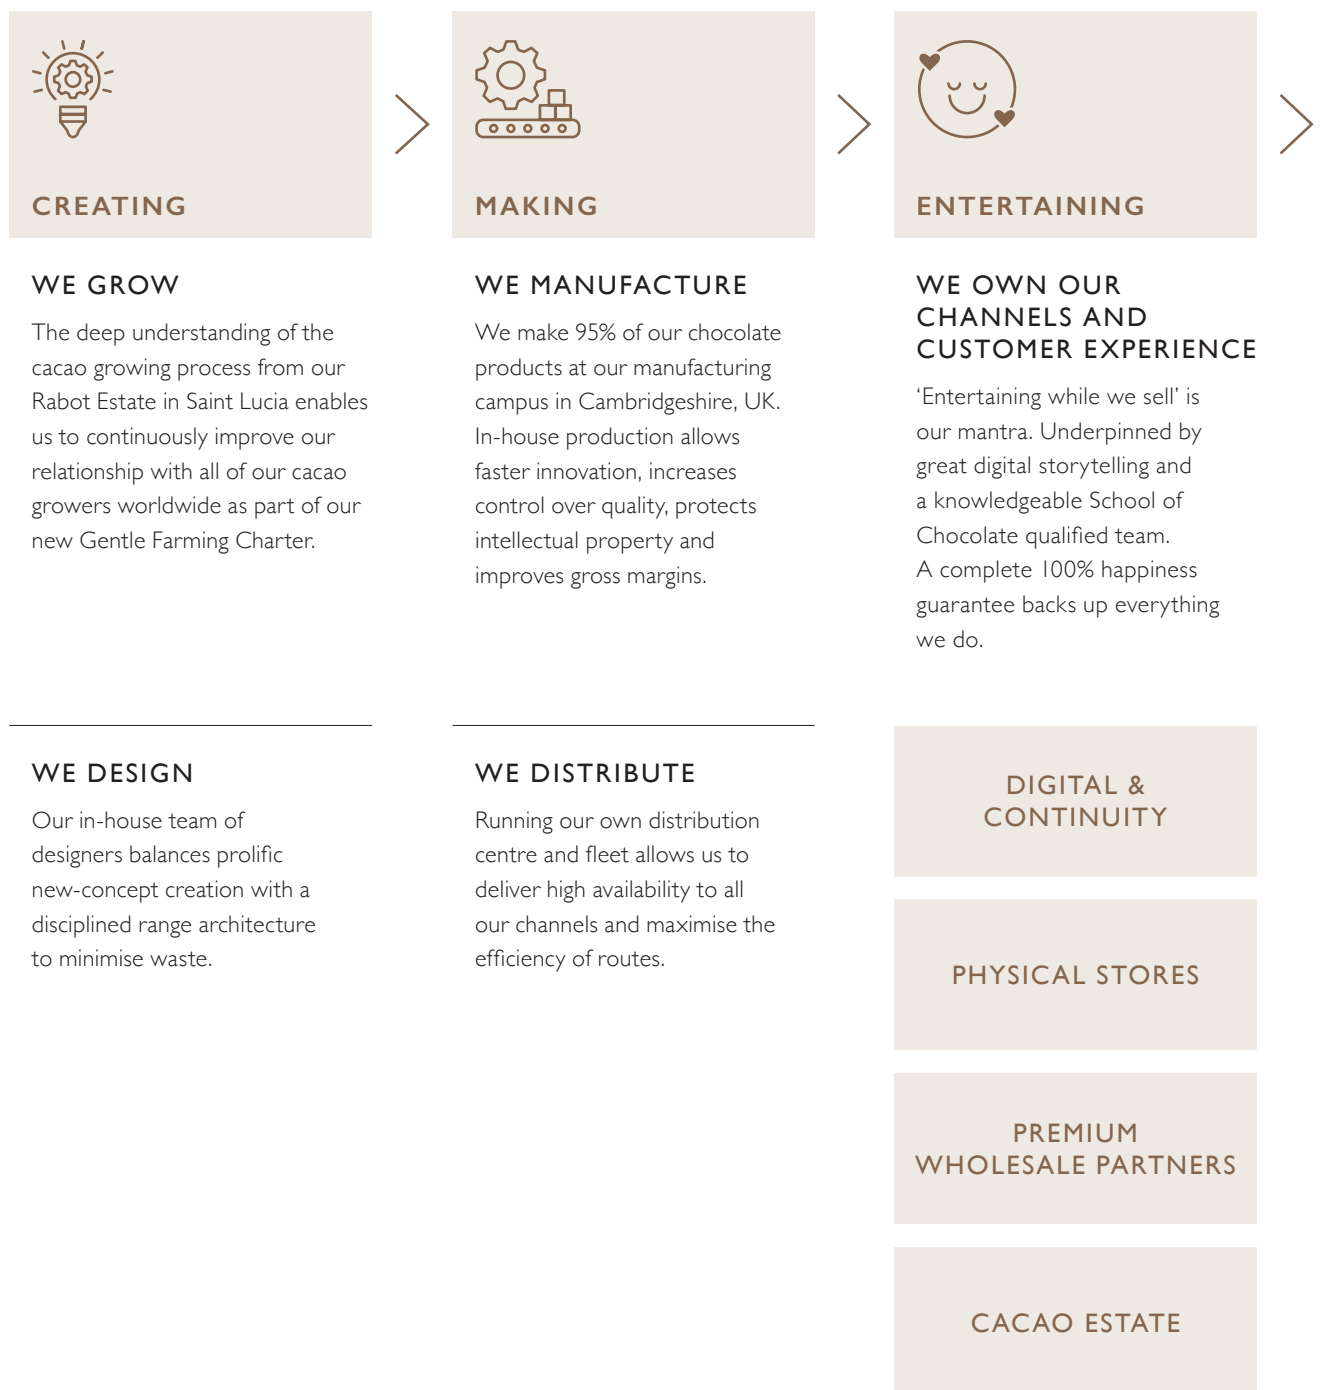 CREATING
WE GROW
The deep understanding of the
cacao growing process from our
Rabot Estate in Saint Lucia enables
us to continuously improve our
relationship with all of our cacao
growers worldwide as part of our
new Gentle Farming Charter.
WE DESIGN
Our in-house team of
designers balances prolific
new-concept creation with a
disciplined range architecture
to minimise waste.
MAKING
WE MANUFACTURE
We make 95% of our chocolate
products at our manufacturing
campus in Cambridgeshire, UK.
In-house production allows
faster innovation, increases
control over quality, protects
intellectual property and
improves gross margins.
WE DISTRIBUTE
Running our own distribution
centre and fleet allows us to
deliver high availability to all
our channels and maximise the
efficiency of routes.
ENTERTAINING
WE OWN OUR
CHANNELS AND
CUSTOMER EXPERIENCE
‘Entertaining while we sell’ is
our mantra. Underpinned by
great digital storytelling and
a knowledgeable School of
Chocolate qualified team.
A complete 100% happiness
guarantee backs up everything
we do.
DIGITAL &
CONTINUITY
PHYSICAL STORES
PREMIUM
WHOLESALE PARTNERS
CACAO ESTATE